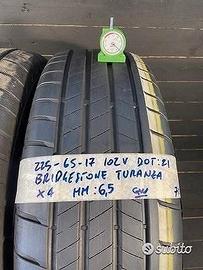 225-65-17 102V DOT:21
BRIDGESTONE TURANZA
X4 MM:6,5
subito